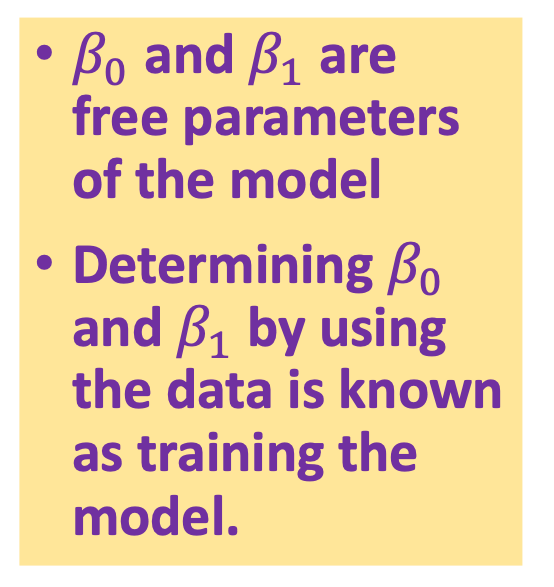 • β₀ and β₁ are
free parameters
of the model
• Determining β₀
and β₁ by using
the data is known
as training the
model.